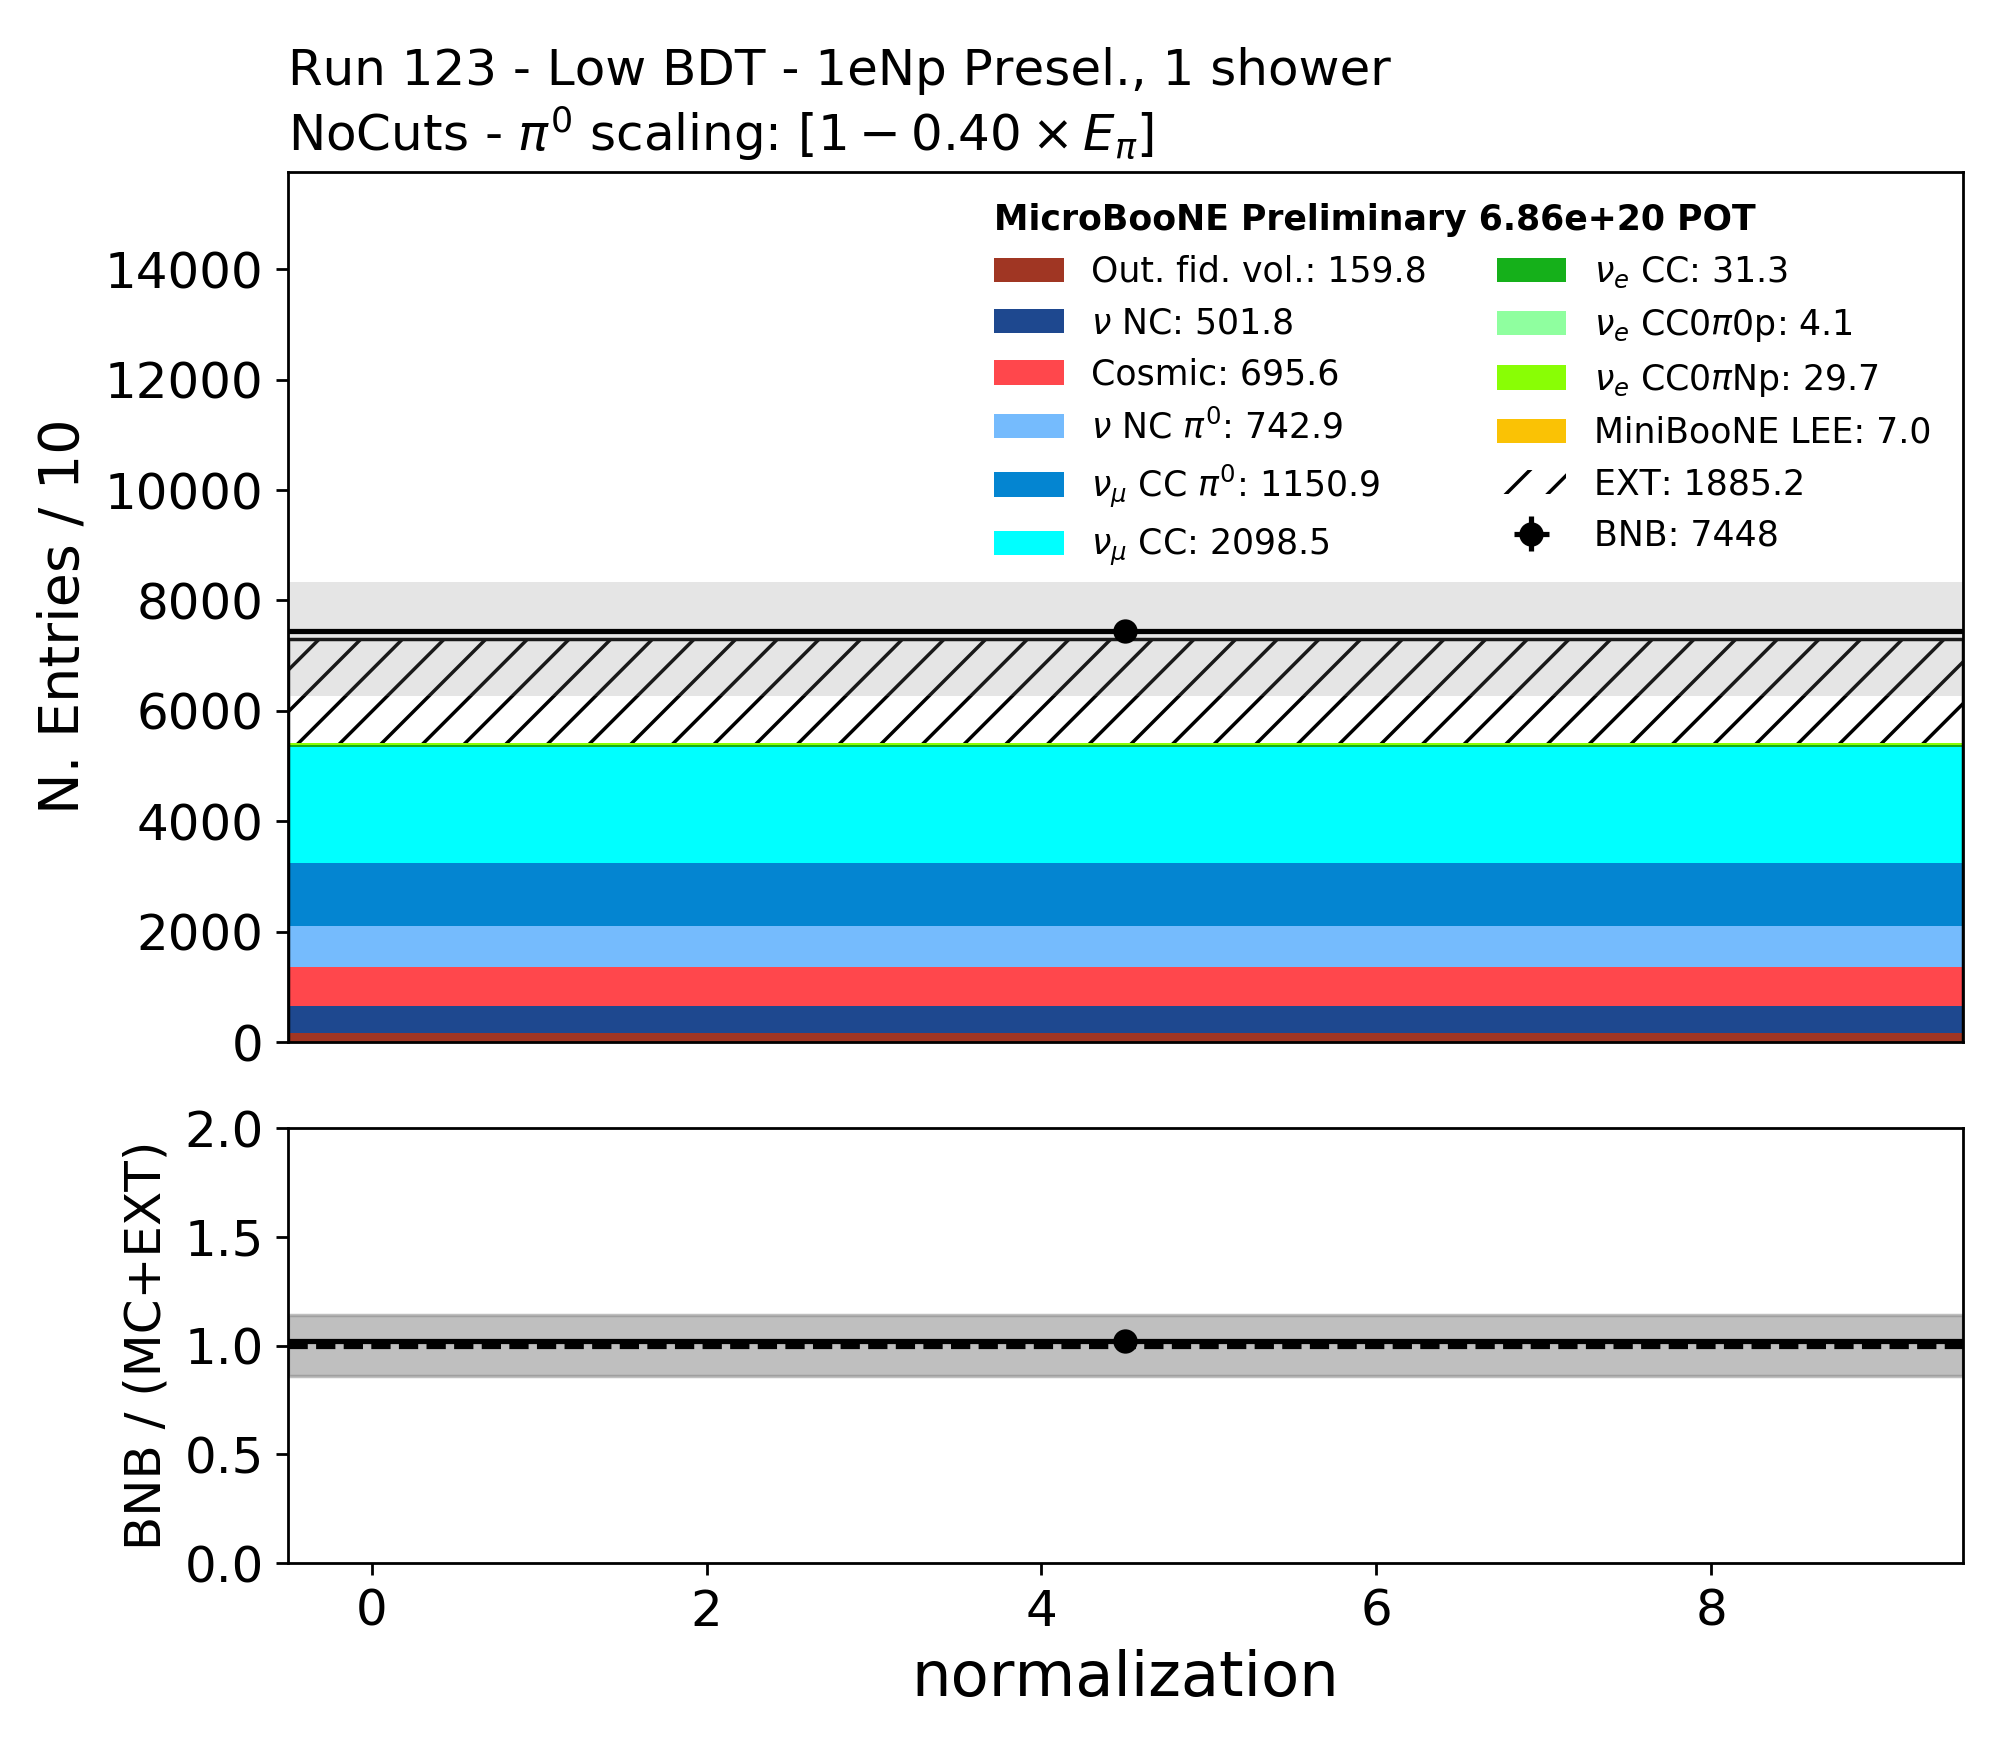 Run 123 - Low BDT - 1eNp Presel., 1 shower
NoCuts - π⁰ scaling: [1 − 0.40 × E_π]
MicroBooNE Preliminary 6.86e+20 POT
Out. fid. vol.: 159.8
ν NC: 501.8
Cosmic: 695.6
ν NC π⁰: 742.9
ν_μ CC π⁰: 1150.9
ν_μ CC: 2098.5
ν_e CC: 31.3
ν_e CC0π0p: 4.1
ν_e CC0πNp: 29.7
MiniBooNE LEE: 7.0
EXT: 1885.2
BNB: 7448
N. Entries / 10
14000
12000
10000
8000
6000
4000
2000
0
BNB / (MC+EXT)
2.0
1.5
1.0
0.5
0.0
0 2 4 6 8
normalization